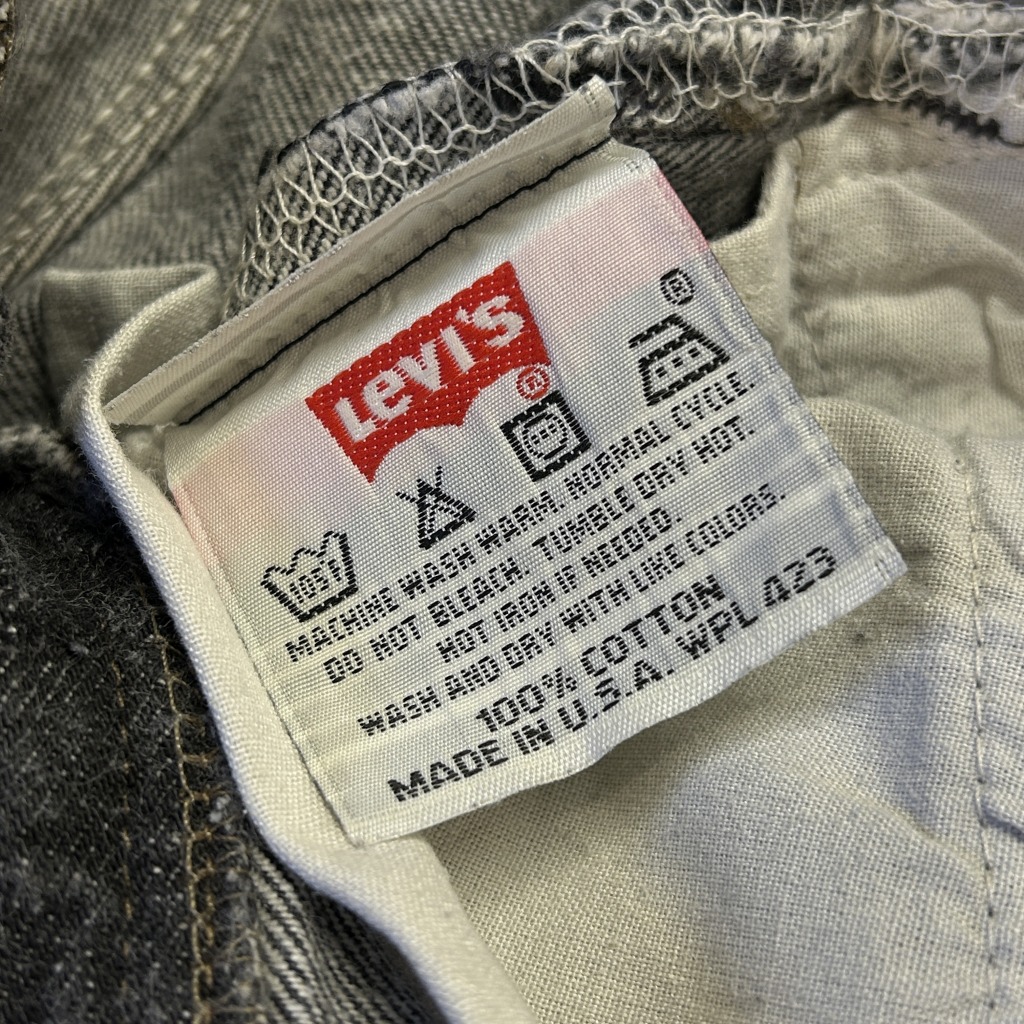 Levi's®
105F
®
MACHINE WASH WARM. NORMAL CYCLE.
DO NOT BLEACH. TUMBLE DRY HOT.
HOT IRON IF NEEDED.
WASH AND DRY WITH LIKE COLORS.
100% COTTON
MADE IN U.S.A. WPL 423